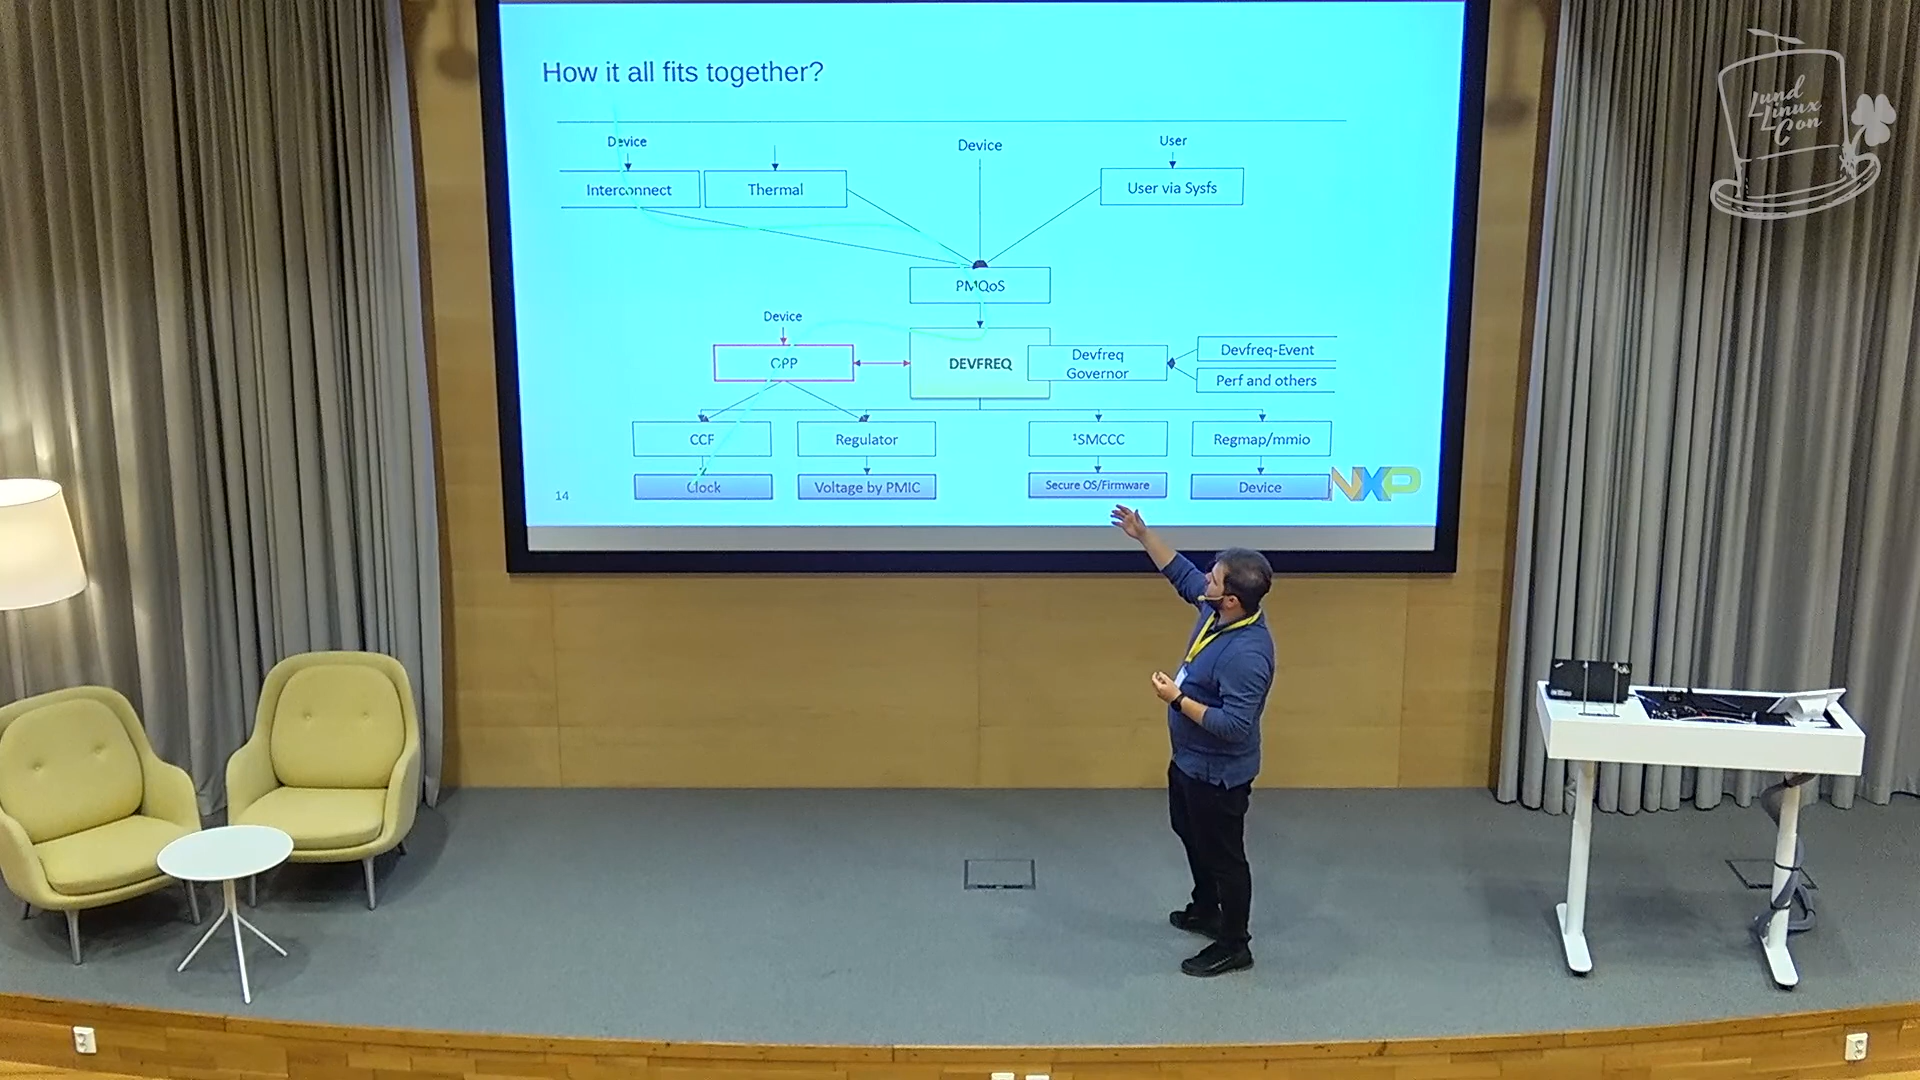 How it all fits together?
Device
Device
User
Interconnect
Thermal
User via Sysfs
PMQoS
Device
OPP
DEVFREQ
Devfreq
Governor
Devfreq-Event
Perf and others
CCF
Regulator
¹SMCCC
Regmap/mmio
Clock
Voltage by PMIC
Secure OS/Firmware
Device
14
NXP
Lund
Linux
Con